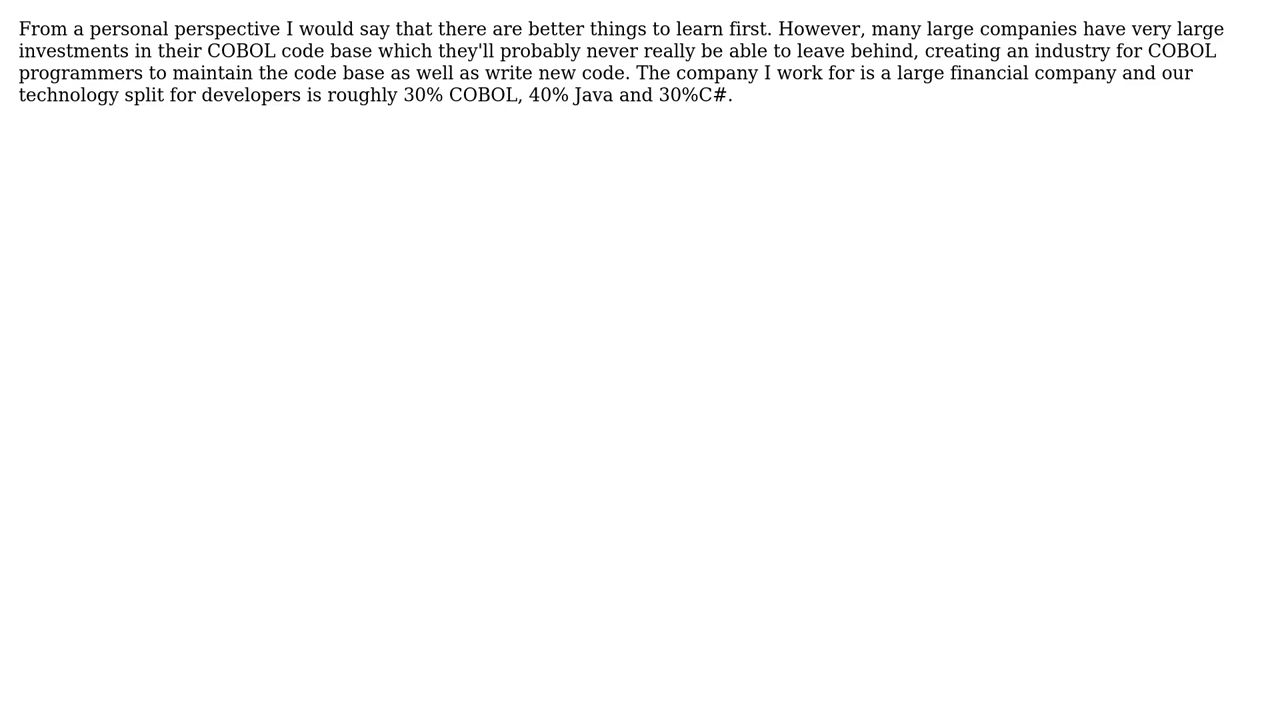 From a personal perspective I would say that there are better things to learn first. However, many large companies have very large
investments in their COBOL code base which they'll probably never really be able to leave behind, creating an industry for COBOL
programmers to maintain the code base as well as write new code. The company I work for is a large financial company and our
technology split for developers is roughly 30% COBOL, 40% Java and 30%C#.